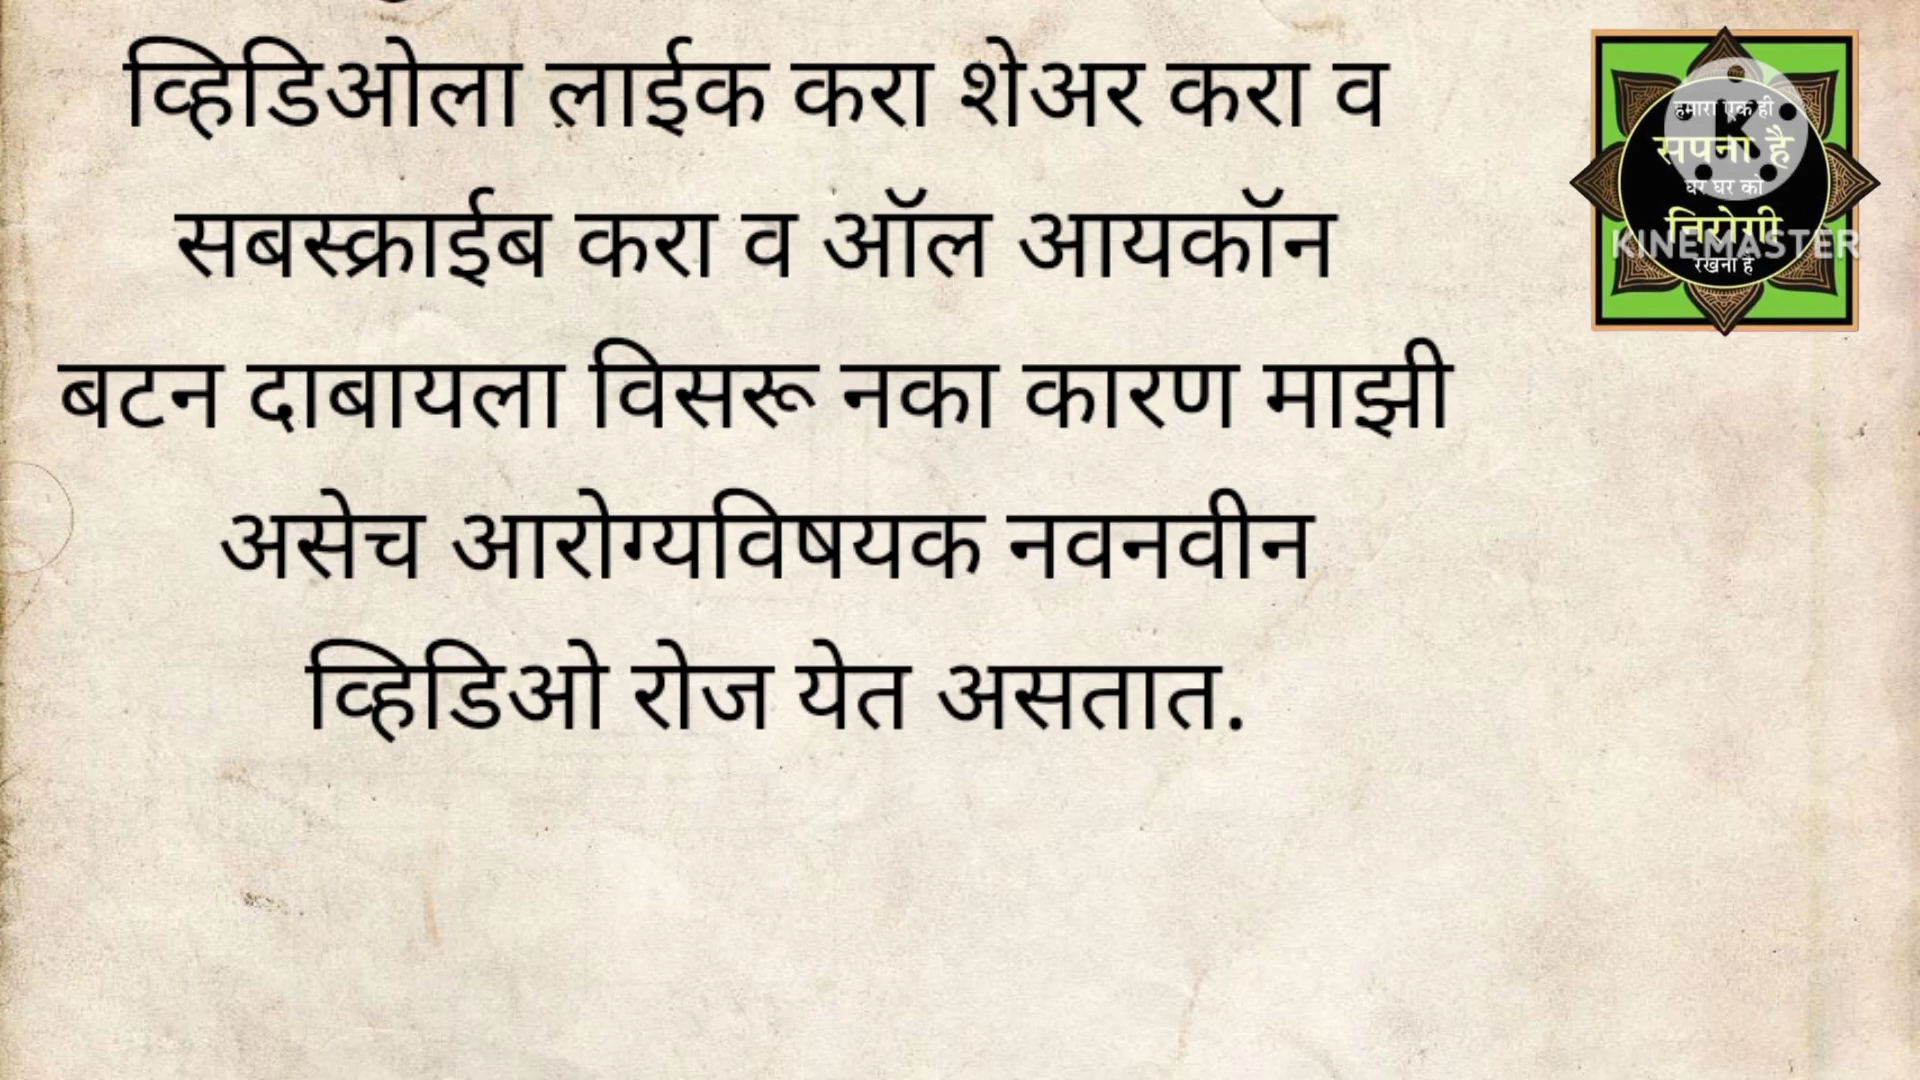 व्हिडिओला लाईक करा शेअर करा व
सबस्क्राईब करा व ऑल आयकॉन
बटन दाबायला विसरू नका कारण माझी
असेच आरोग्यविषयक नवनवीन
व्हिडिओ रोज येत असतात.
हमारा एक ही
सपना है
घर घर को
निरोगी
KINEMASTER
रखना है